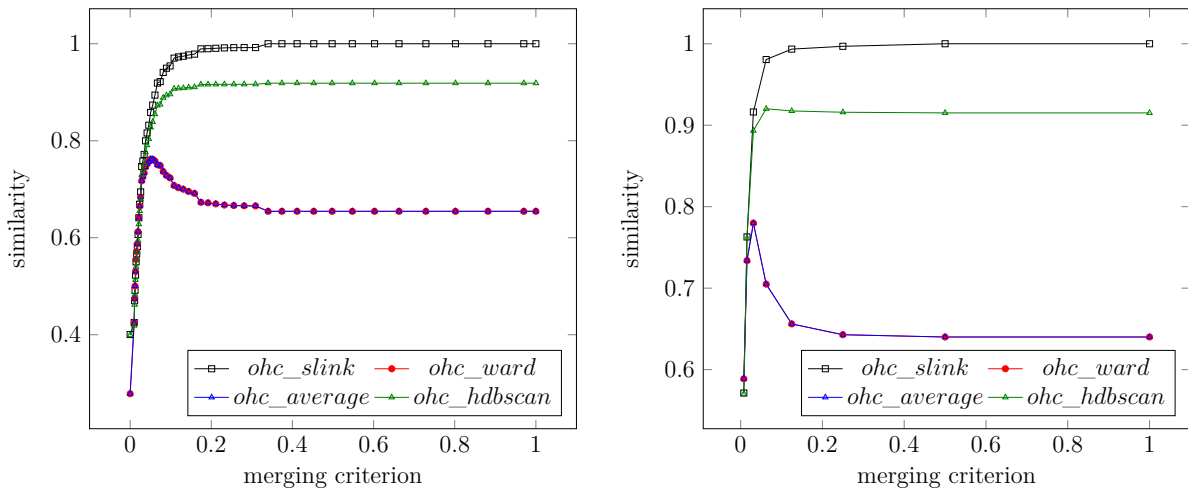 1
0.8
0.6
0.4
similarity
0 0.2 0.4 0.6 0.8 1
merging criterion
ohc_slink ohc_ward
ohc_average ohc_hdbscan
1
0.9
0.8
0.7
0.6
similarity
0 0.2 0.4 0.6 0.8 1
merging criterion
ohc_slink ohc_ward
ohc_average ohc_hdbscan